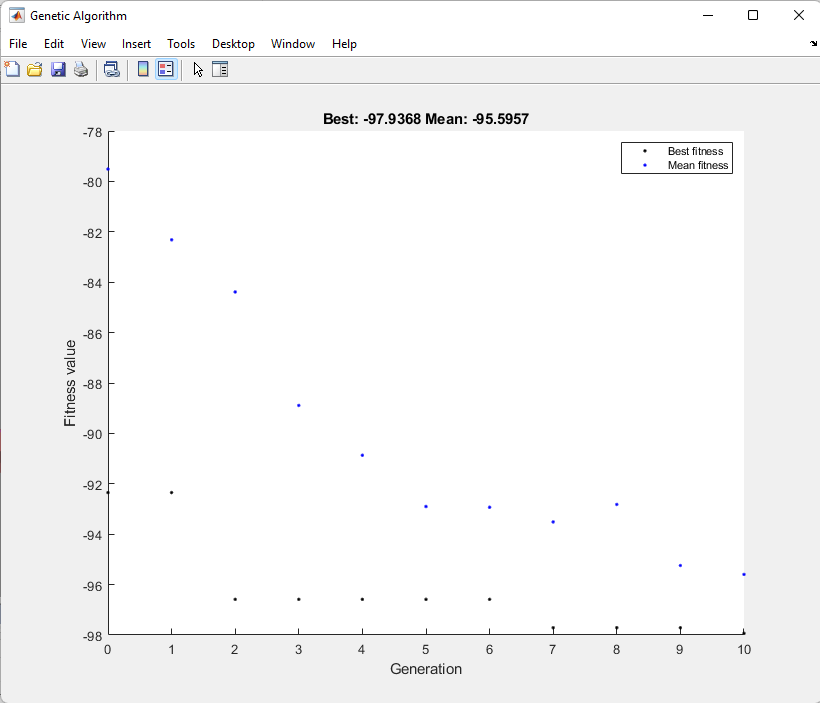 Genetic Algorithm
File Edit View Insert Tools Desktop Window Help
Best: -97.9368 Mean: -95.5957
Best fitness
Mean fitness
-78
-80
-82
-84
-86
-88
-90
-92
-94
-96
-98
Fitness value
0 1 2 3 4 5 6 7 8 9 10
Generation